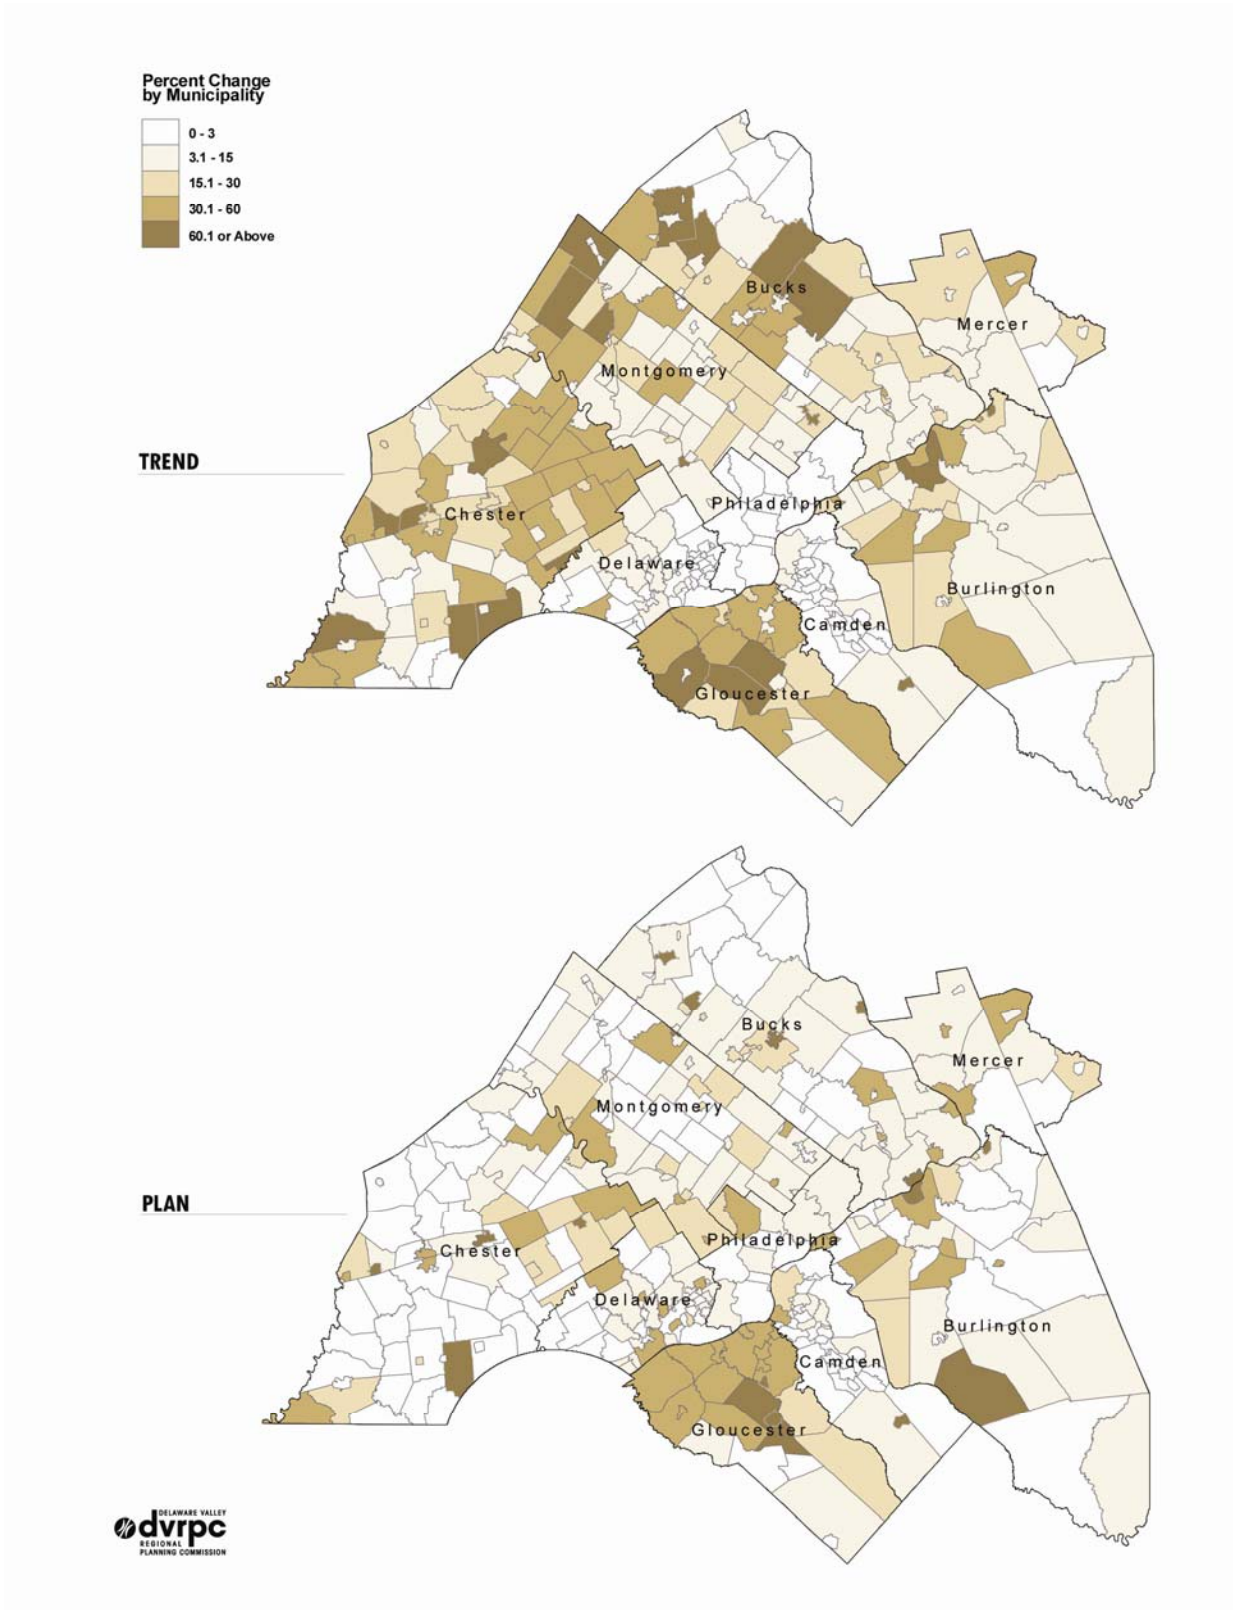 Percent Change
by Municipality
0 - 3
3.1 - 15
15.1 - 30
30.1 - 60
60.1 or Above
TREND
Bucks
Mercer
Montgomery
Philadelphia
Chester
Delaware
Burlington
Camden
Gloucester
PLAN
Bucks
Mercer
Montgomery
Philadelphia
Chester
Delaware
Burlington
Camden
Gloucester
DELAWARE VALLEY
dvrpc
REGIONAL
PLANNING COMMISSION